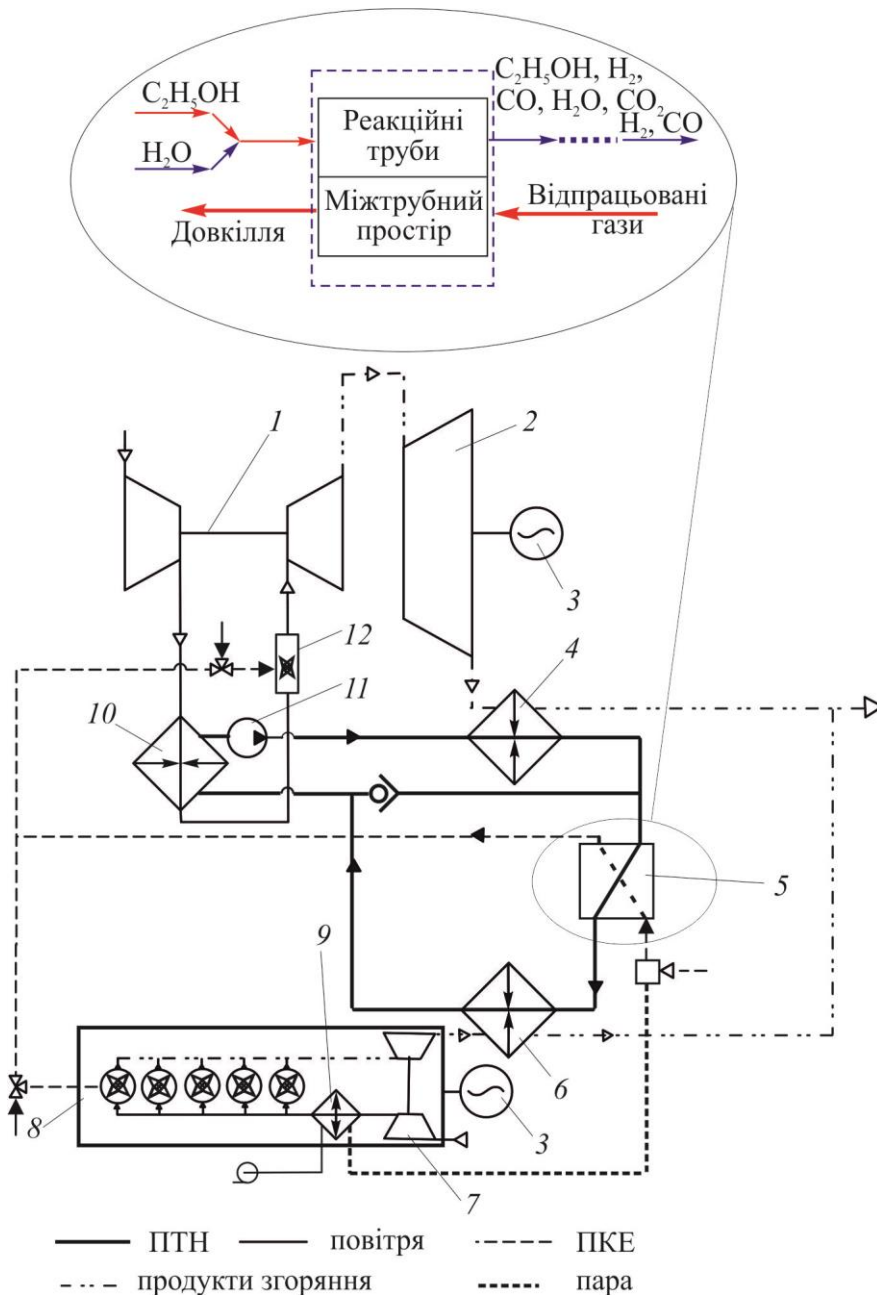 C₂H₅OH
H₂O
Реакційні
труби
Міжтрубний
простір
C₂H₅OH, H₂,
CO, H₂O, CO₂
H₂, CO
Довкілля
Відпрацьовані
гази
1
2
3
12
4
11
10
5
9
6
8
3
7
ПТН
повітря
ПКЕ
продукти згоряння
пара